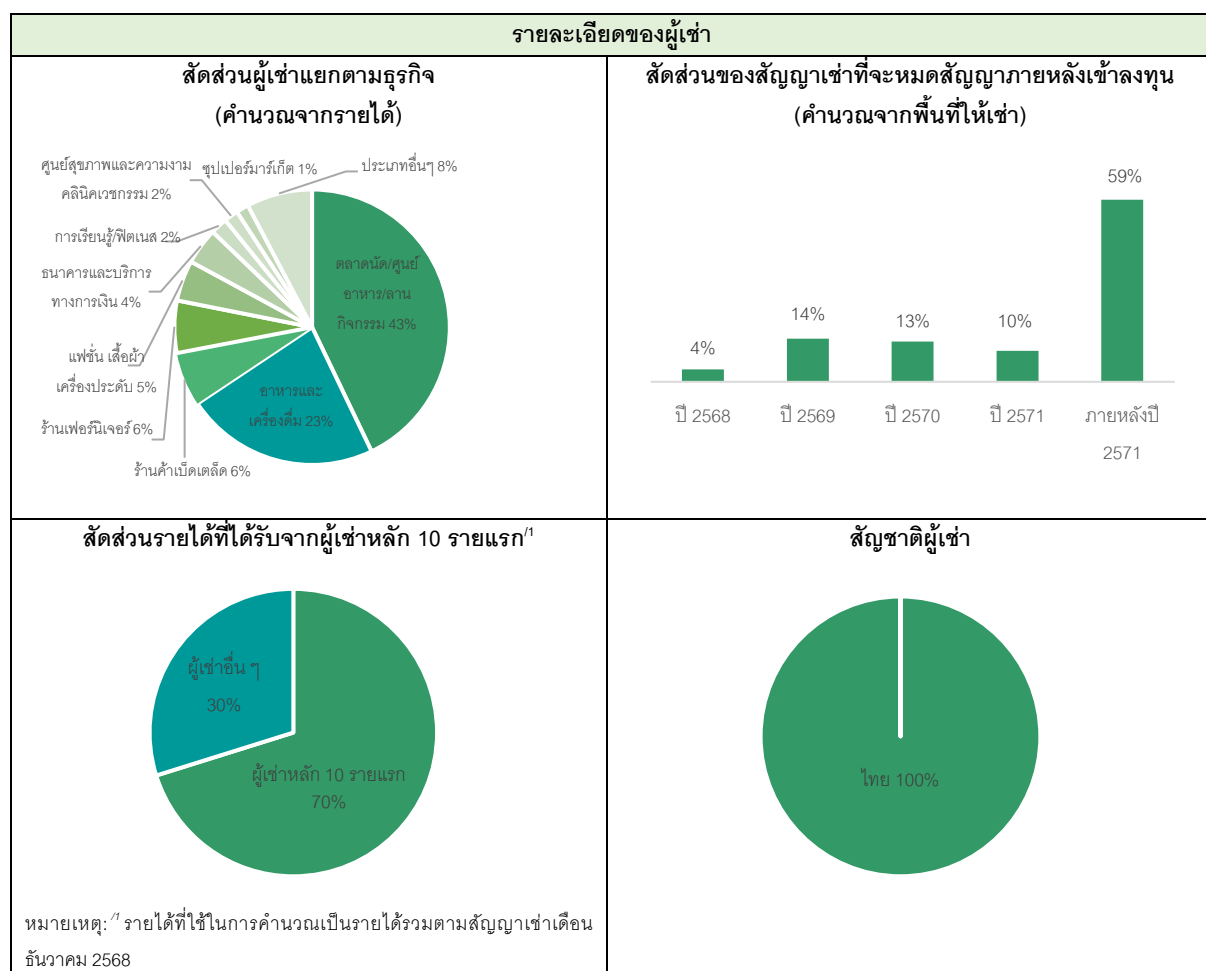 รายละเอียดของผู้เช่า
สัดส่วนผู้เช่าแยกตามธุรกิจ
(คำนวณจากรายได้)
ศูนย์สุขภาพและความงาม
คลินิคเวชกรรม 2%
ซุปเปอร์มาร์เก็ต 1%
ประเภทอื่นๆ 8%
การเรียนรู้/ฟิตเนส 2%
ธนาคารและบริการ
ทางการเงิน 4%
แฟชั่น เสื้อผ้า
เครื่องประดับ 5%
ร้านเฟอร์นิเจอร์ 6%
ร้านค้าเบ็ดเตล็ด 6%
ตลาดนัด/ศูนย์
อาหาร/ลาน
กิจกรรม 43%
อาหารและ
เครื่องดื่ม 23%
สัดส่วนของสัญญาเช่าที่จะหมดสัญญาภายหลังเข้าลงทุน
(คำนวณจากพื้นที่ให้เช่า)
4%
14%
13%
10%
59%
ปี 2568
ปี 2569
ปี 2570
ปี 2571
ภายหลังปี
2571
สัดส่วนรายได้ที่ได้รับจากผู้เช่าหลัก 10 รายแรก/1
ผู้เช่าอื่น ๆ
30%
ผู้เช่าหลัก 10 รายแรก
70%
หมายเหตุ: /1 รายได้ที่ใช้ในการคำนวณเป็นรายได้รวมตามสัญญาเช่าเดือน
ธันวาคม 2568
สัญชาติผู้เช่า
ไทย 100%